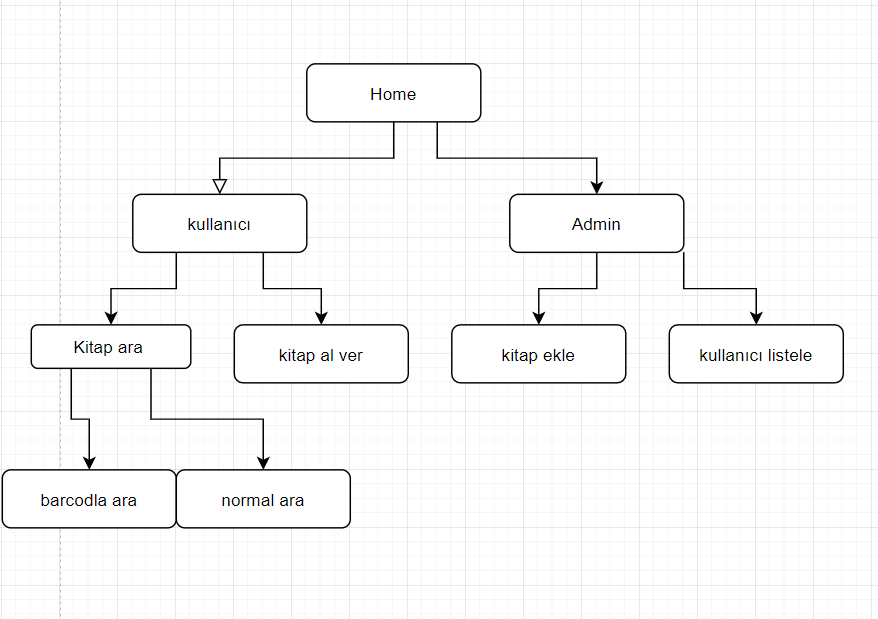 Home
kullanıcı
Admin
Kitap ara
kitap al ver
kitap ekle
kullanıcı listele
barcodla ara
normal ara